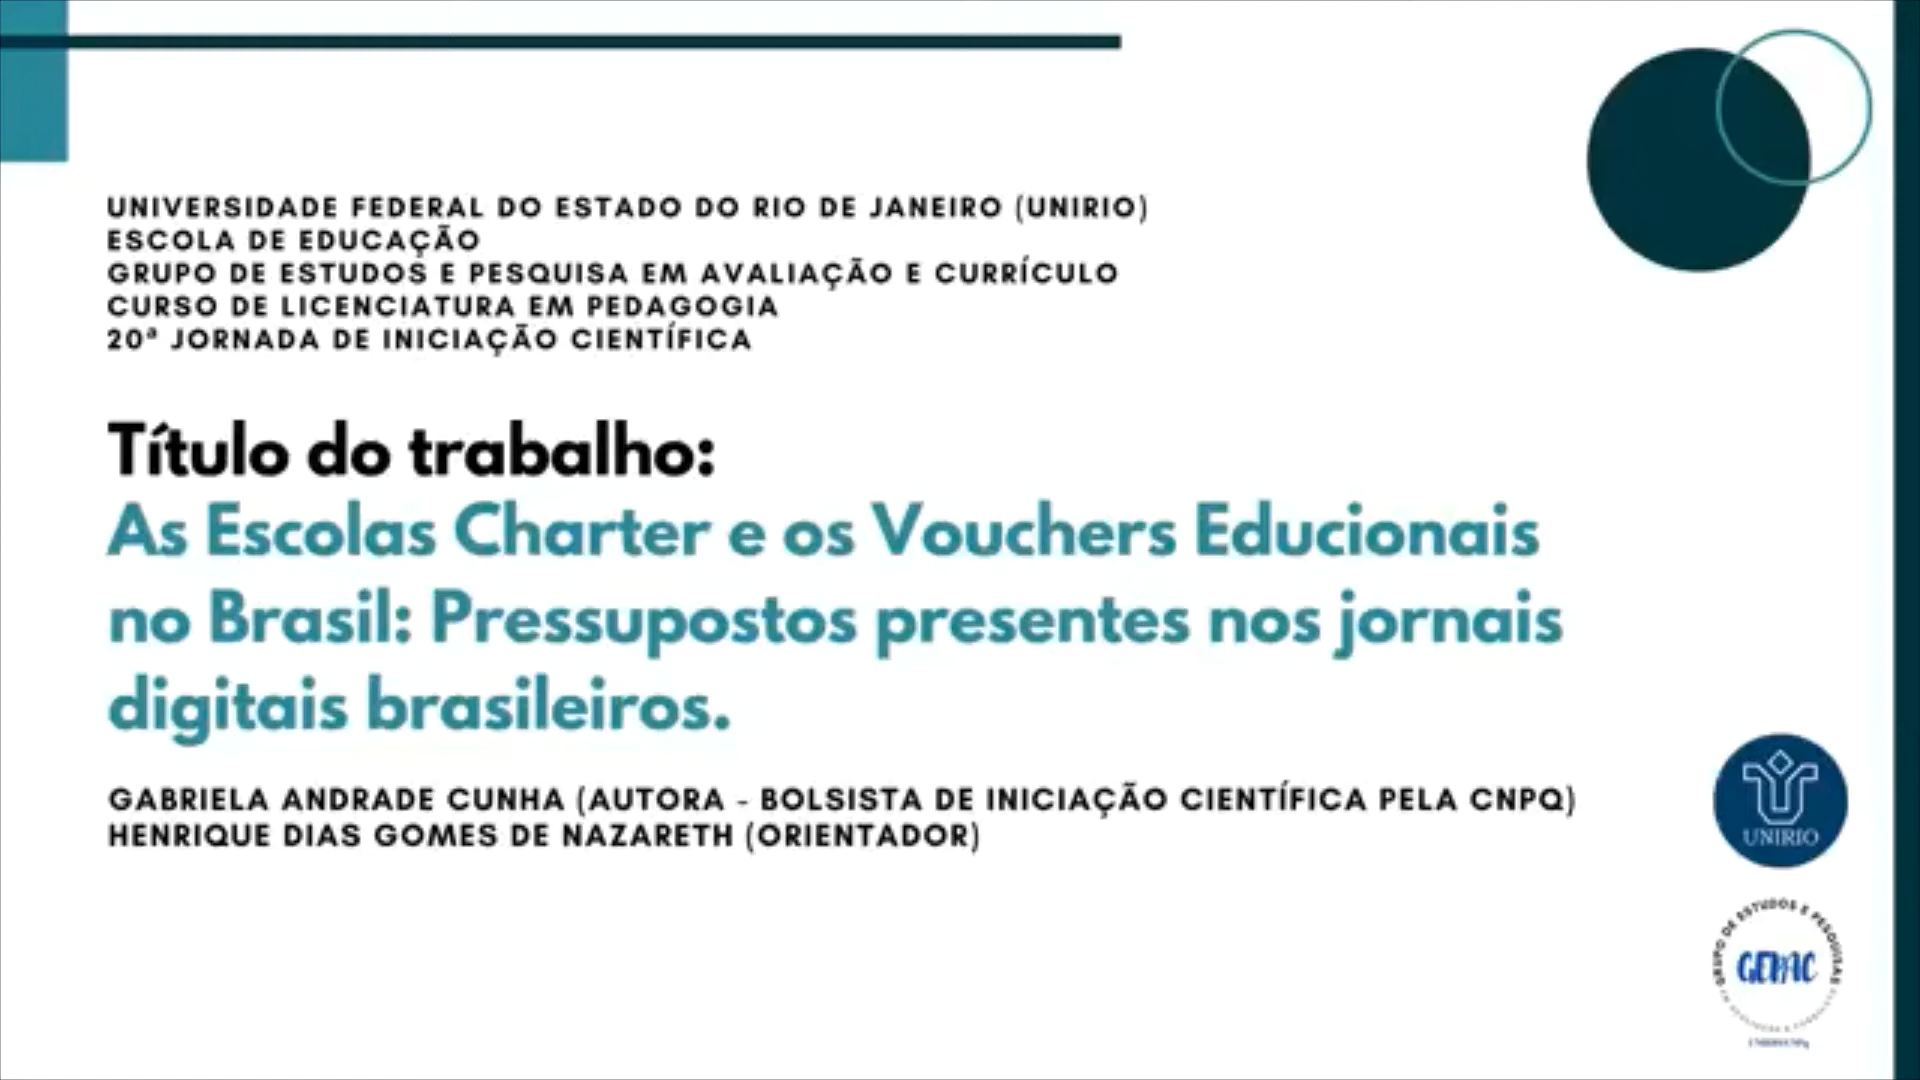 UNIVERSIDADE FEDERAL DO ESTADO DO RIO DE JANEIRO (UNIRIO)
ESCOLA DE EDUCAÇÃO
GRUPO DE ESTUDOS E PESQUISA EM AVALIAÇÃO E CURRÍCULO
CURSO DE LICENCIATURA EM PEDAGOGIA
20ª JORNADA DE INICIAÇÃO CIENTÍFICA
Título do trabalho:
As Escolas Charter e os Vouchers Educionais
no Brasil: Pressupostos presentes nos jornais
digitais brasileiros.
GABRIELA ANDRADE CUNHA (AUTORA - BOLSISTA DE INICIAÇÃO CIENTÍFICA PELA CNPQ)
HENRIQUE DIAS GOMES DE NAZARETH (ORIENTADOR)
UNIRIO
GRUPO DE ESTUDOS E PESQUISAS
GEPAC